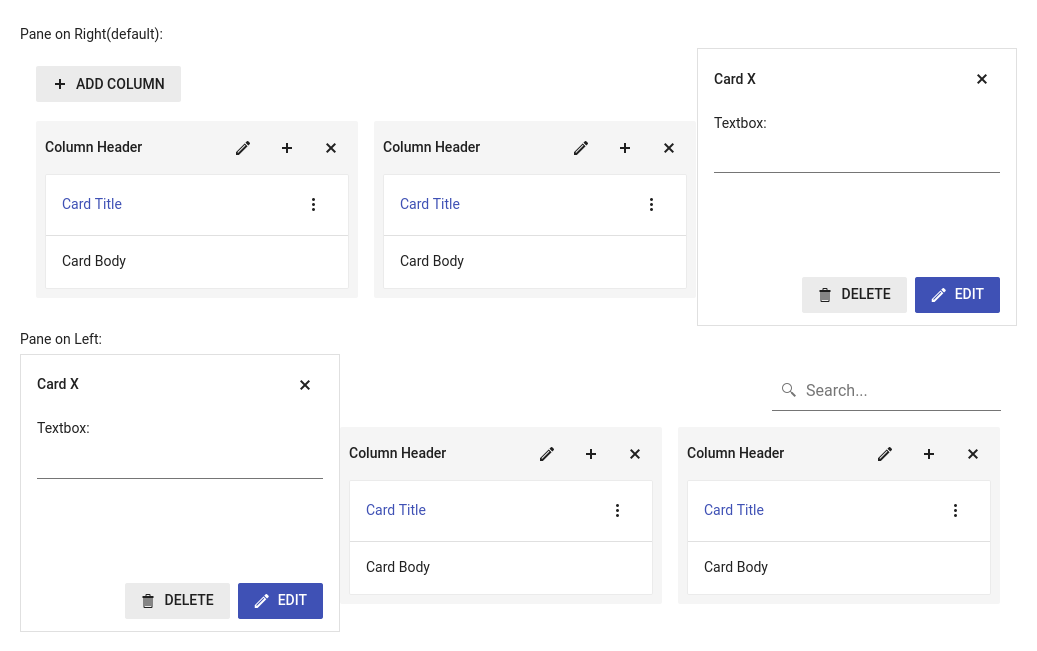 Pane on Right(default):
ADD COLUMN
Column Header
Card Title
Card Body
Column Header
Card Title
Card Body
Card X
Textbox:
DELETE
EDIT
Pane on Left:
Card X
Textbox:
DELETE
EDIT
Search...
Column Header
Card Title
Card Body
Column Header
Card Title
Card Body